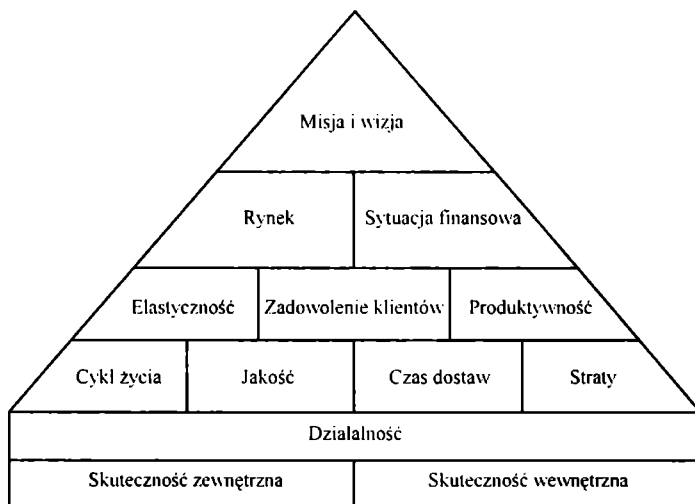 Misja i wizja
Rynek
Sytuacja finansowa
Elastyczność
Zadowolenie klientów
Produktywność
Cykl życia
Jakość
Czas dostaw
Straty
Działalność
Skuteczność zewnętrzna
Skuteczność wewnętrzna